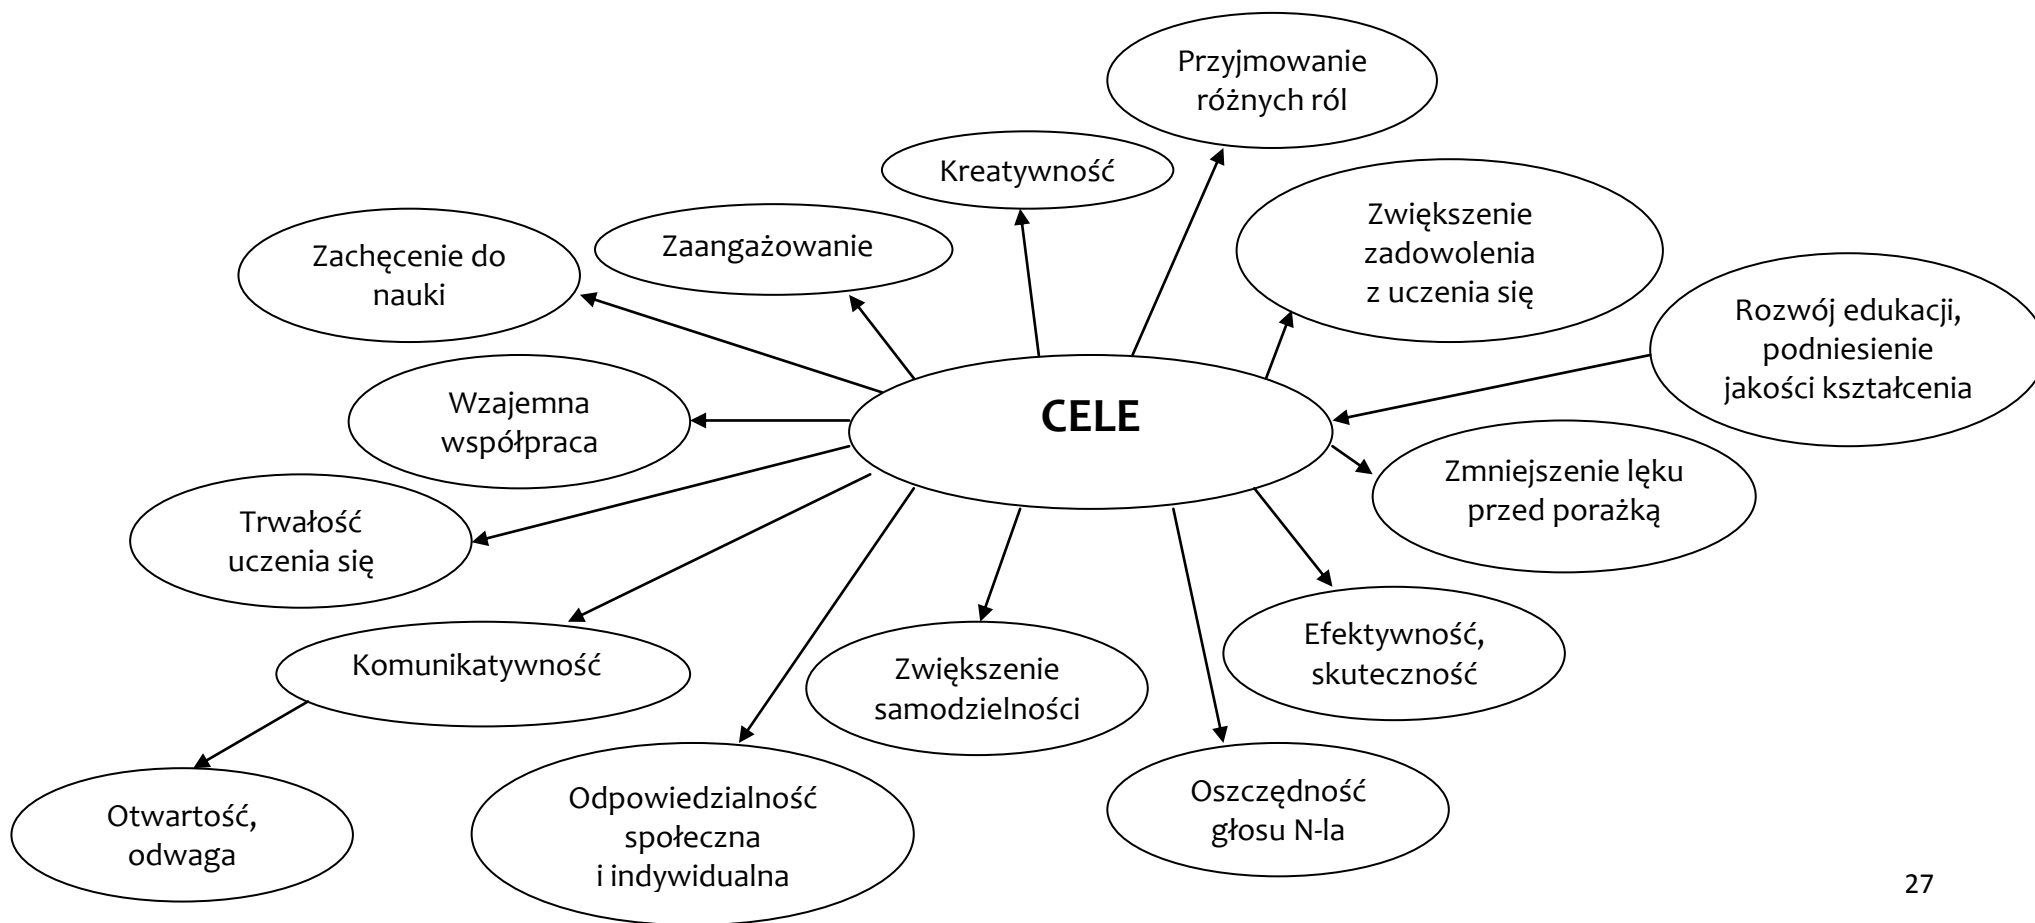 Przyjmowanie
różnych ról
Kreatywność
Zaangażowanie
Zachęcenie do
nauki
Zwiększenie
zadowolenia
z uczenia się
Rozwój edukacji,
podniesienie
jakości kształcenia
CELE
Wzajemna
współpraca
Zmniejszenie lęku
przed porażką
Trwałość
uczenia się
Komunikatywność
Zwiększenie
samodzielności
Efektywność,
skuteczność
Otwartość,
odwaga
Odpowiedzialność
społeczna
i indywidualna
Oszczędność
głosu N-la
27